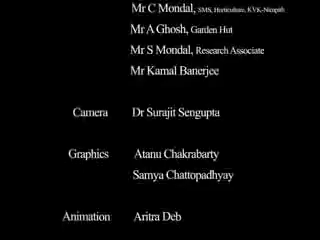 Mr C Mondal, SMS, Horticulture, KVK-Nimpith
Mr A Ghosh, Garden Hut
Mr S Mondal, Research Associate
Mr Kamal Banerjee
Camera Dr Surajit Sengupta
Graphics Atanu Chakrabarty
Samya Chattopadhyay
Animation Aritra Deb